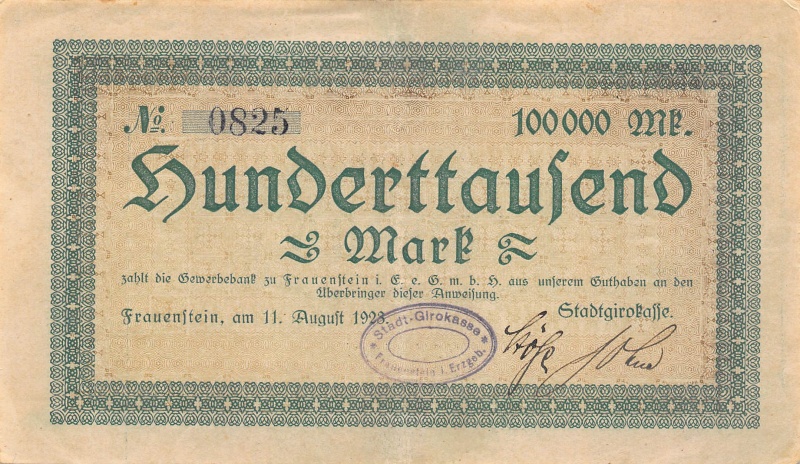 No. 0825 100000 Mk.
Hunderttausend
Mark
zahlt die Gewerbebank zu Frauenstein i. E. e. G. m. b. H. aus unserem Guthaben an den
Überbringer dieser Anweisung.
Frauenstein, am 11. August 1923.
Stadtgirokasse.
* Stadt-Girokasse *
Frauenstein i. Erzgeb.